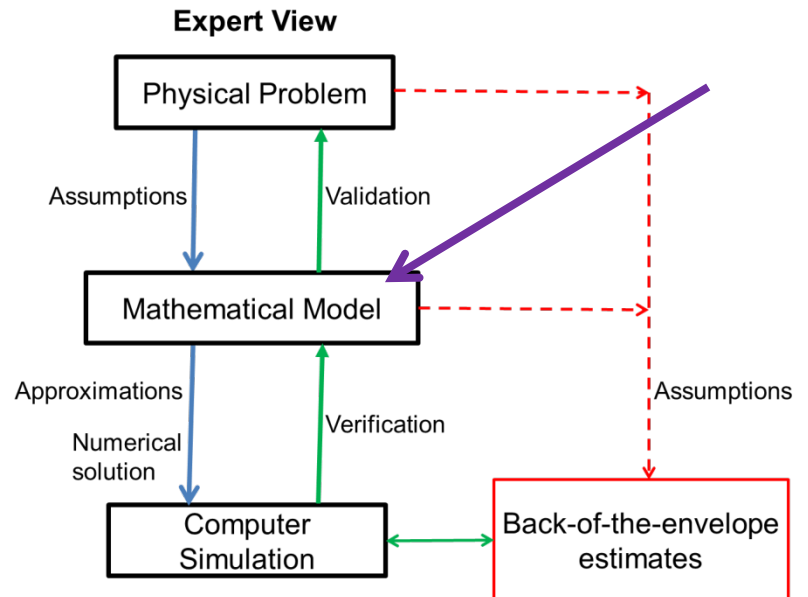 Expert View
Physical Problem
Assumptions
Validation
Mathematical Model
Approximations
Numerical
solution
Verification
Assumptions
Computer
Simulation
Back-of-the-envelope
estimates